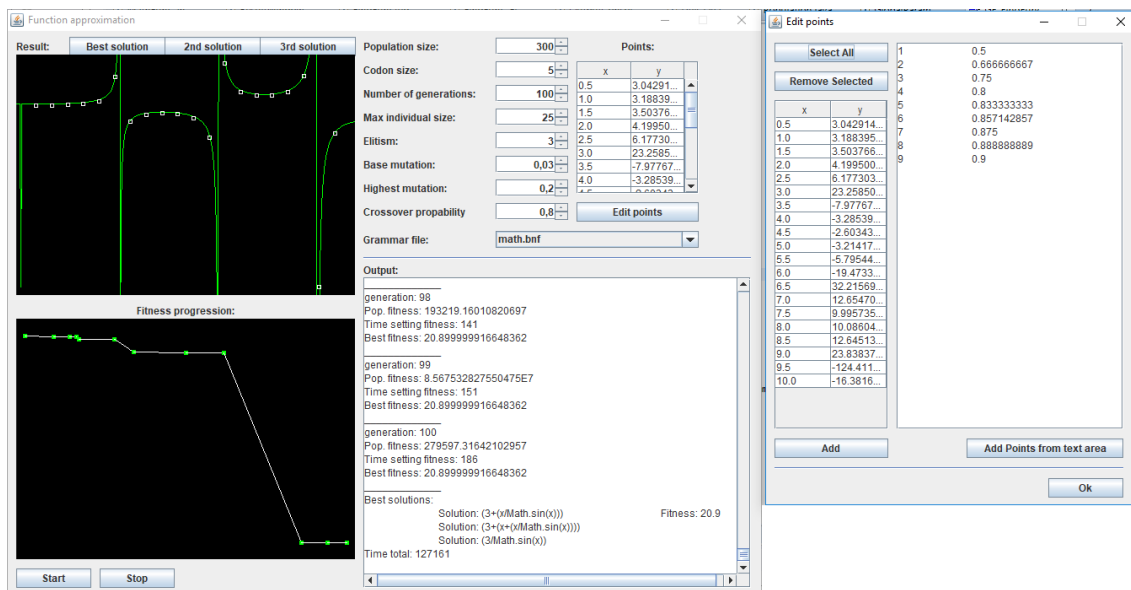 Function approximation
Result:
Best solution
2nd solution
3rd solution
Fitness progression:
Start
Stop
Population size:
300
Codon size:
5
Number of generations:
100
Max individual size:
25
Elitism:
3
Base mutation:
0,03
Highest mutation:
0,2
Crossover propability
0,8
Grammar file:
math.bnf
Points:
x y
0.5 3.04291...
1.0 3.18839...
1.5 3.50376...
2.0 4.19950...
2.5 6.17730...
3.0 23.2585...
3.5 -7.97767...
4.0 -3.28539...
Edit points
Output:
generation: 98
Pop. fitness: 193219.16010820697
Time setting fitness: 141
Best fitness: 20.899999916648362
generation: 99
Pop. fitness: 8.567532827550475E7
Time setting fitness: 151
Best fitness: 20.899999916648362
generation: 100
Pop. fitness: 279597.31642102957
Time setting fitness: 186
Best fitness: 20.899999916648362
Best solutions:
Solution: (3+(x/Math.sin(x))) Fitness: 20.9
Solution: (3+(x+(x/Math.sin(x))))
Solution: (3/Math.sin(x))
Time total: 127161
Edit points
Select All
Remove Selected
x y
0.5 3.042914...
1.0 3.188395...
1.5 3.503766...
2.0 4.199500...
2.5 6.177303...
3.0 23.25850...
3.5 -7.97767...
4.0 -3.28539...
4.5 -2.60343...
5.0 -3.21417...
5.5 -5.79544...
6.0 -19.4733...
6.5 32.21569...
7.0 12.65470...
7.5 9.995735...
8.0 10.08604...
8.5 12.64513...
9.0 23.83837...
9.5 -124.411...
10.0 -16.3816...
1 0.5
2 0.666666667
3 0.75
4 0.8
5 0.833333333
6 0.857142857
7 0.875
8 0.888888889
9 0.9
Add
Add Points from text area
Ok